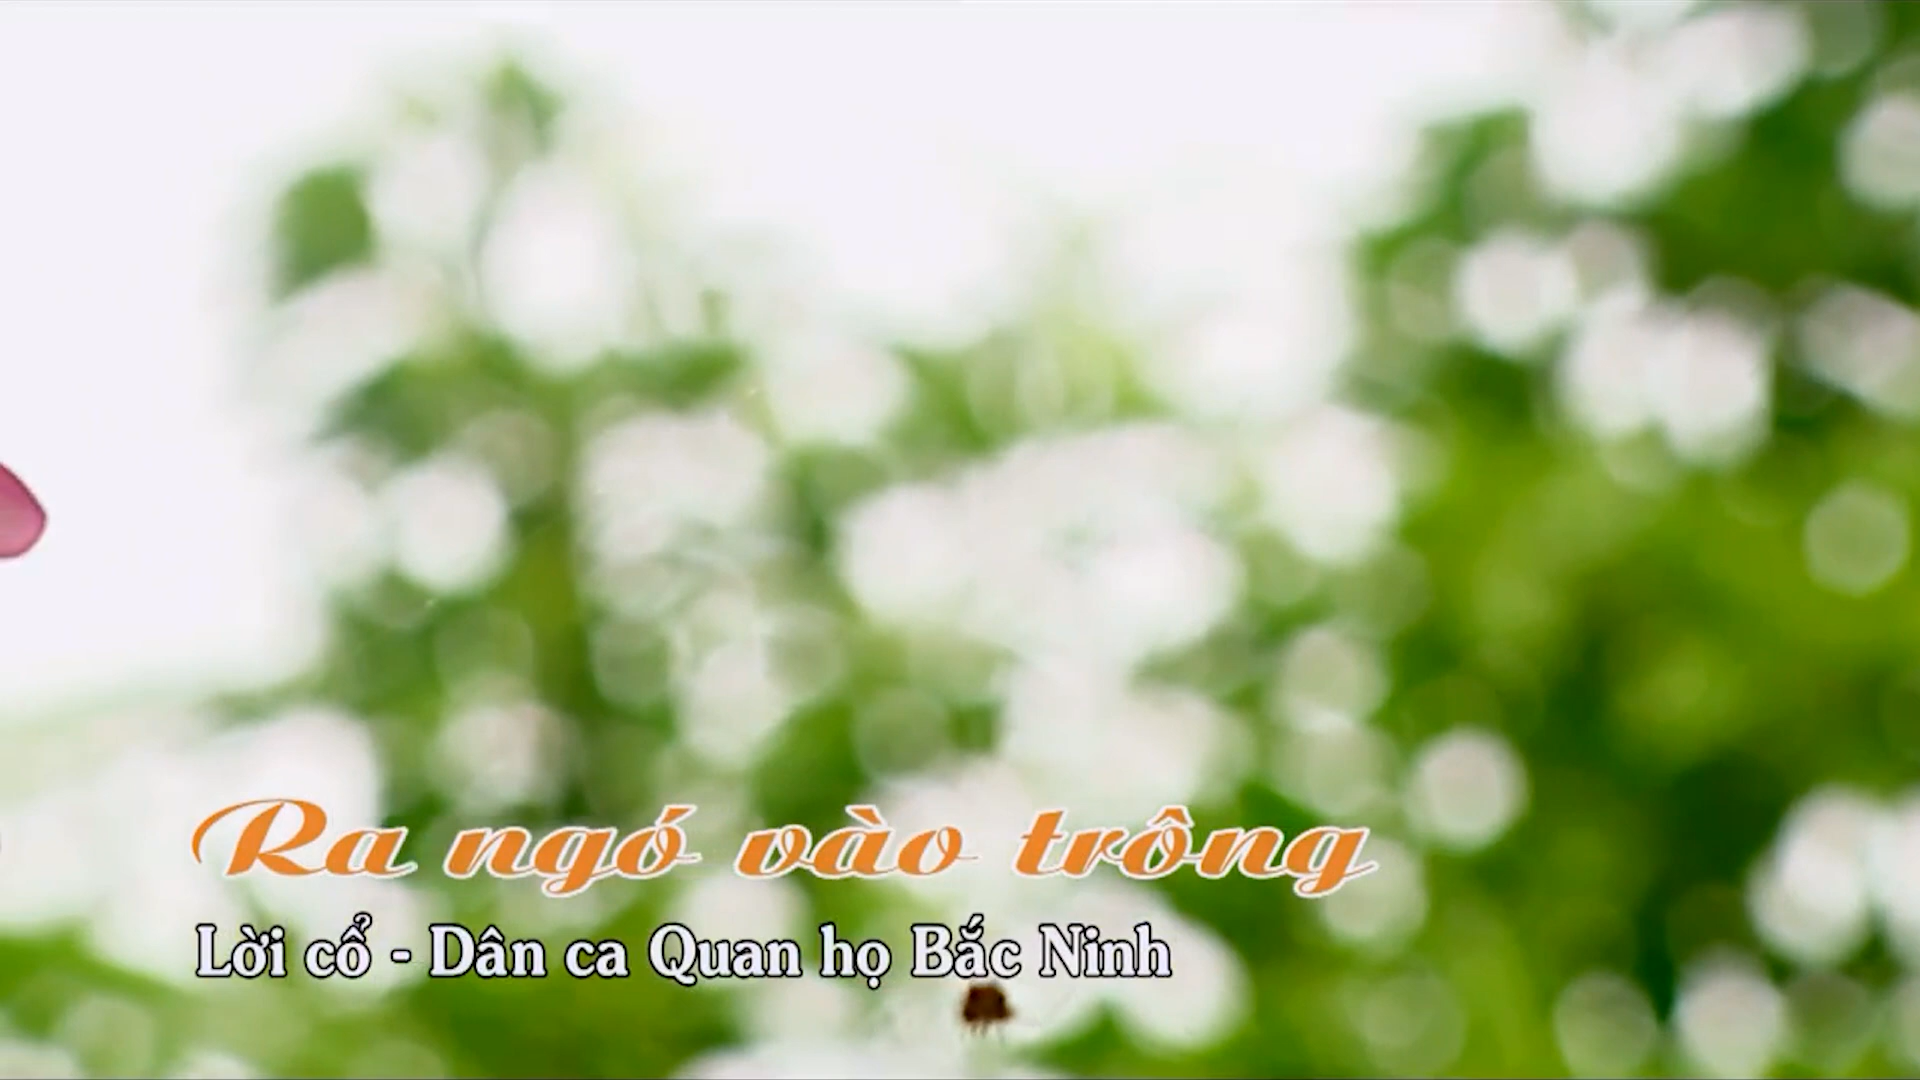 Ra ngó vào trông
Lời cổ - Dân ca Quan họ Bắc Ninh